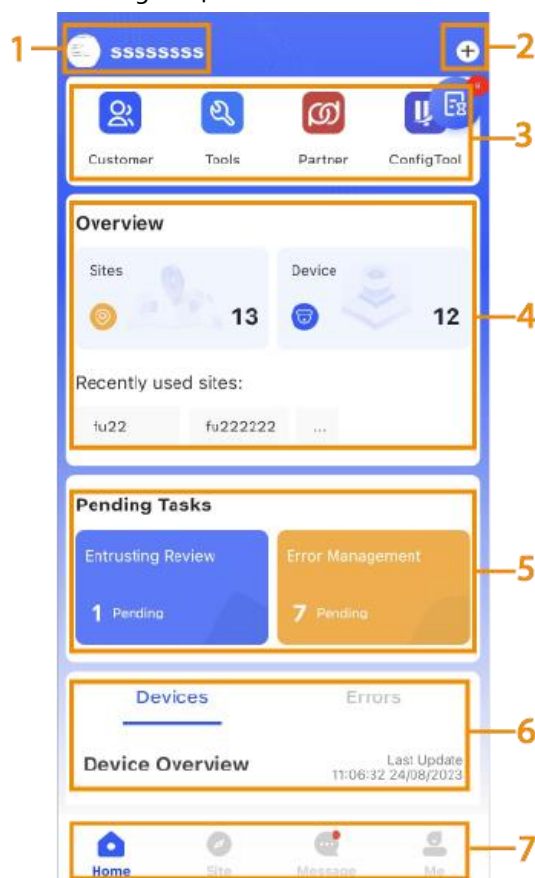 1
ssssssss
2
Customer Tools Partner ConfigTool
3
Overview
Sites Device
13 12
4
Recently used sites:
fu22 fu222222 ...
Pending Tasks
Entrusting Review Error Management
5
1 Pending 7 Pending
Devices Errors
6
Device Overview Last Update
11:06:32 24/08/2023
7
Home Site Message Me